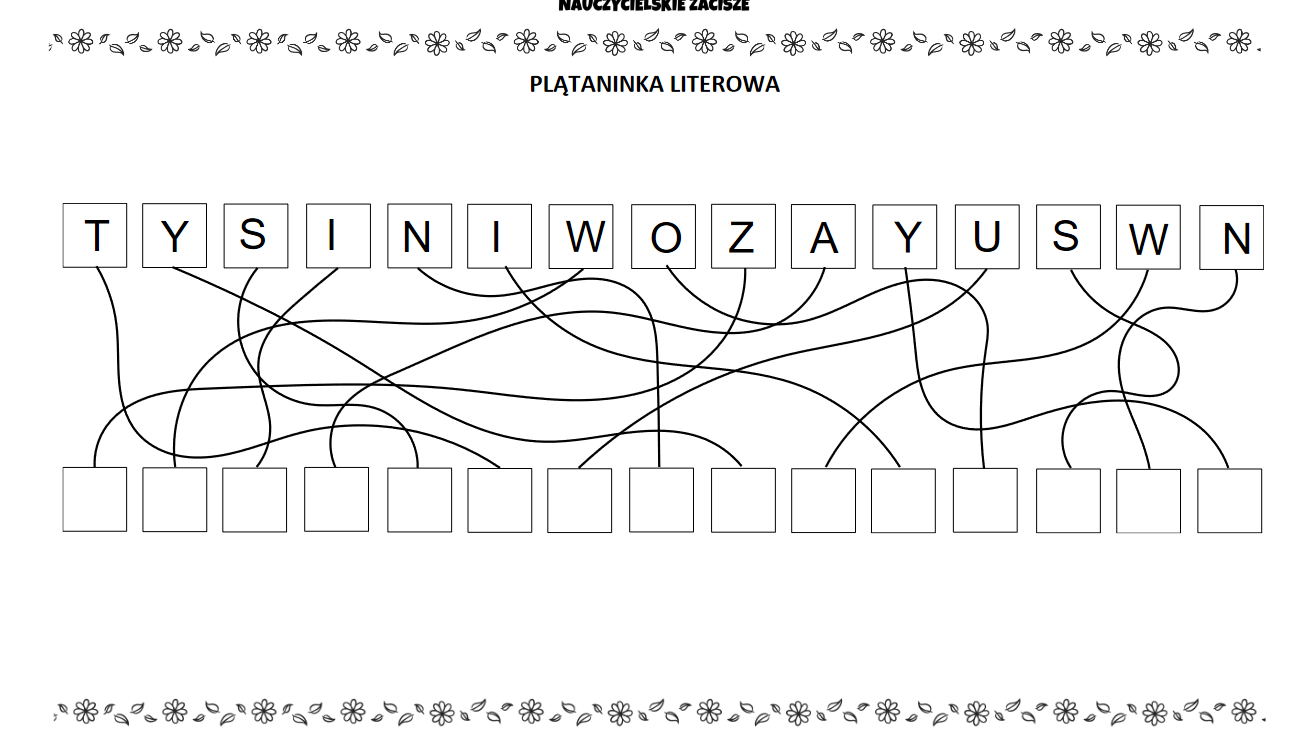 NAUCZYCIELSKIE ZACISZE
PLĄTANINKA LITEROWA
T Y S I N I W O Z A Y U S W N